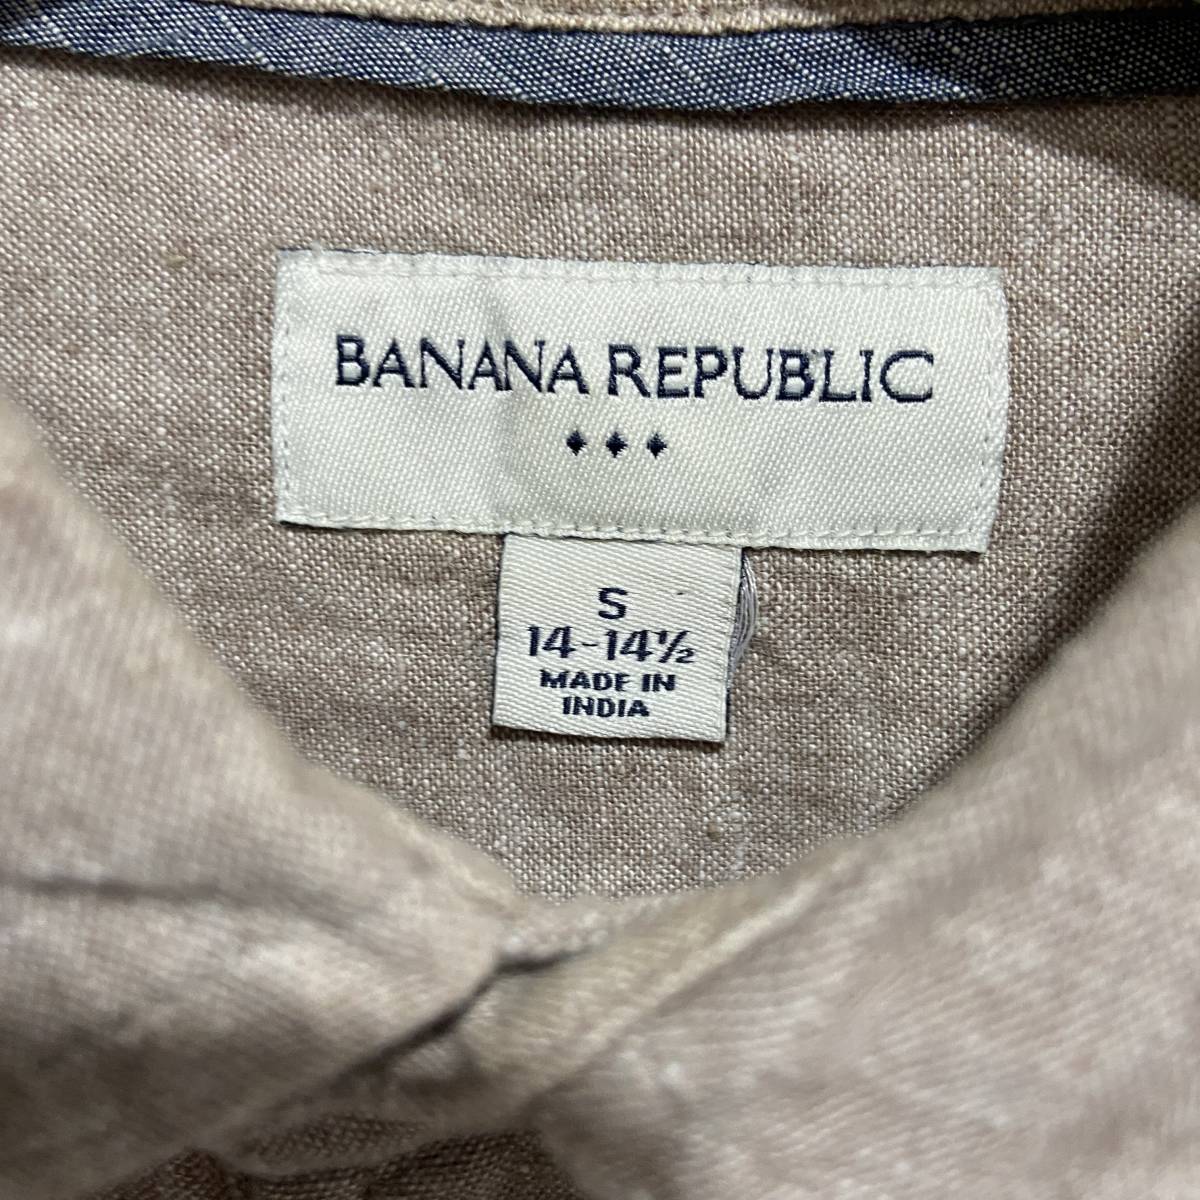 BANANA REPUBLIC
S
14-14½
MADE IN
INDIA